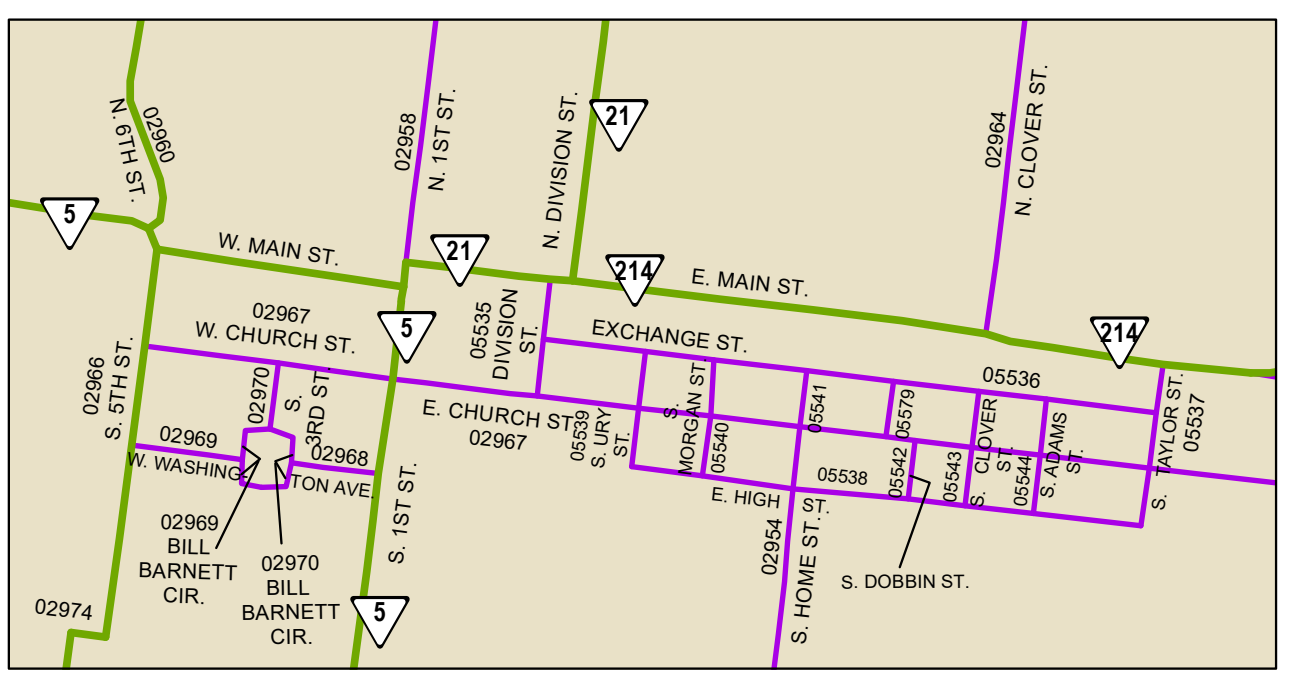 02960
N. 6TH ST.
02958
N. 1ST ST.
N. DIVISION ST.
21
02964
N. CLOVER ST.
5
W. MAIN ST.
21
214
E. MAIN ST.
02967
W. CHURCH ST.
5
05535
DIVISION
ST.
EXCHANGE ST.
214
05536
02966
S. 5TH ST.
02970
S.
3RD ST.
E. CHURCH ST.
02967
05539
S. URY
ST.
S.
MORGAN ST.
05540
05541
05579
S. CLOVER
ST.
05543
S. ADAMS
ST.
05544
S. TAYLOR ST.
05537
02969
W. WASHING
02968
TON AVE.
05538
05542
E. HIGH ST.
S. 1ST ST.
02969
BILL
BARNETT
CIR.
02970
BILL
BARNETT
CIR.
02954
S. HOME ST.
S. DOBBIN ST.
02974
5